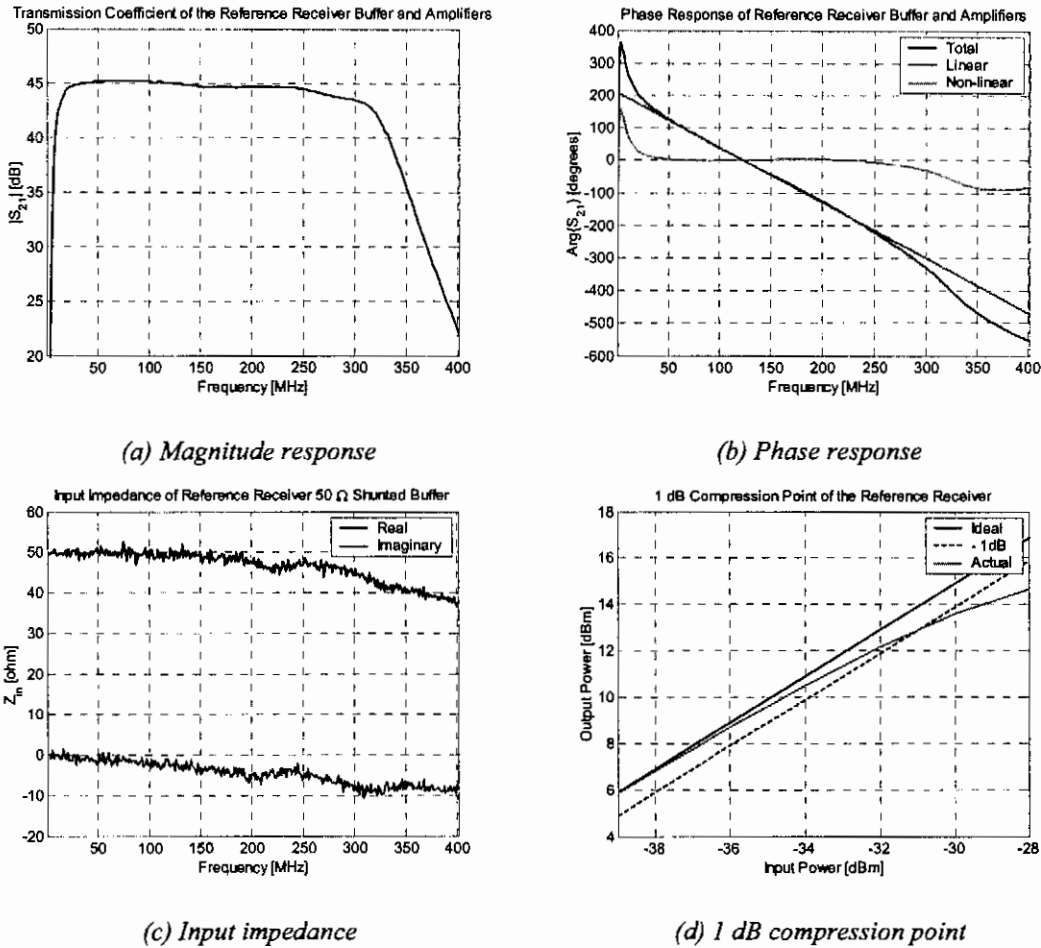 Transmission Coefficient of the Reference Receiver Buffer and Amplifiers
50
45
40
35
30
25
20
|S21| [dB]
50 100 150 200 250 300 350 400
Frequency [MHz]
(a) Magnitude response
Phase Response of Reference Receiver Buffer and Amplifiers
400
300
200
100
0
-100
-200
-300
-400
-500
-600
Arg{S21} [degrees]
Total
Linear
Non-linear
50 100 150 200 250 300 350 400
Frequency [MHz]
(b) Phase response
Input Impedance of Reference Receiver 50 Ω Shunted Buffer
60
50
40
30
20
10
0
-10
-20
Zin [ohm]
Real
Imaginary
50 100 150 200 250 300 350 400
Frequency [MHz]
(c) Input impedance
1 dB Compression Point of the Reference Receiver
18
16
14
12
10
8
6
4
Output Power [dBm]
Ideal
- 1dB
Actual
-38 -36 -34 -32 -30 -28
Input Power [dBm]
(d) 1 dB compression point